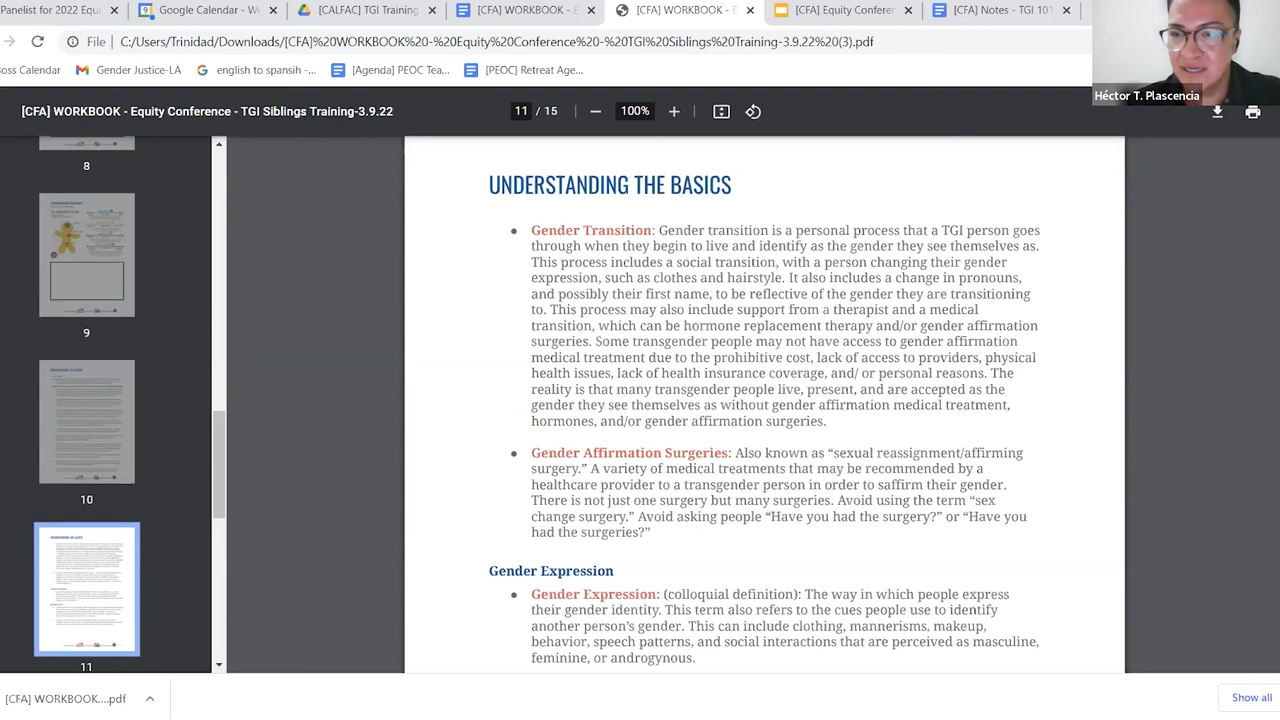 Panelist for 2022 Equi
Google Calendar - We
[CALFAC] TGI Training
[CFA] WORKBOOK - E
[CFA] WORKBOOK - E
[CFA] Equity Conferer
[CFA] Notes - TGI 101
File | C:/Users/Trinidad/Downloads/[CFA]%20WORKBOOK%20-%20Equity%20Conference%20-%20TGI%20Siblings%20Training-3.9.22%20(3).pdf
oss Calendar
Gender Justice-LA
english to spansih -...
[Agenda] PEOC Tea...
[PEOC] Retreat Age...
Héctor T. Plascencia
[CFA] WORKBOOK - Equity Conference - TGI Siblings Training-3.9.22
11 / 15
100%
8
9
10
11
UNDERSTANDING THE BASICS
● Gender Transition: Gender transition is a personal process that a TGI person goes
through when they begin to live and identify as the gender they see themselves as.
This process includes a social transition, with a person changing their gender
expression, such as clothes and hairstyle. It also includes a change in pronouns,
and possibly their first name, to be reflective of the gender they are transitioning
to. This process may also include support from a therapist and a medical
transition, which can be hormone replacement therapy and/or gender affirmation
surgeries. Some transgender people may not have access to gender affirmation
medical treatment due to the prohibitive cost, lack of access to providers, physical
health issues, lack of health insurance coverage, and/ or personal reasons. The
reality is that many transgender people live, present, and are accepted as the
gender they see themselves as without gender affirmation medical treatment,
hormones, and/or gender affirmation surgeries.
● Gender Affirmation Surgeries: Also known as “sexual reassignment/affirming
surgery.” A variety of medical treatments that may be recommended by a
healthcare provider to a transgender person in order to saffirm their gender.
There is not just one surgery but many surgeries. Avoid using the term “sex
change surgery.” Avoid asking people “Have you had the surgery?” or “Have you
had the surgeries?”
Gender Expression
● Gender Expression: (colloquial definition): The way in which people express
their gender identity. This term also refers to the cues people use to identify
another person’s gender. This can include clothing, mannerisms, makeup,
behavior, speech patterns, and social interactions that are perceived as masculine,
feminine, or androgynous.
[CFA] WORKBOOK....pdf
Show all